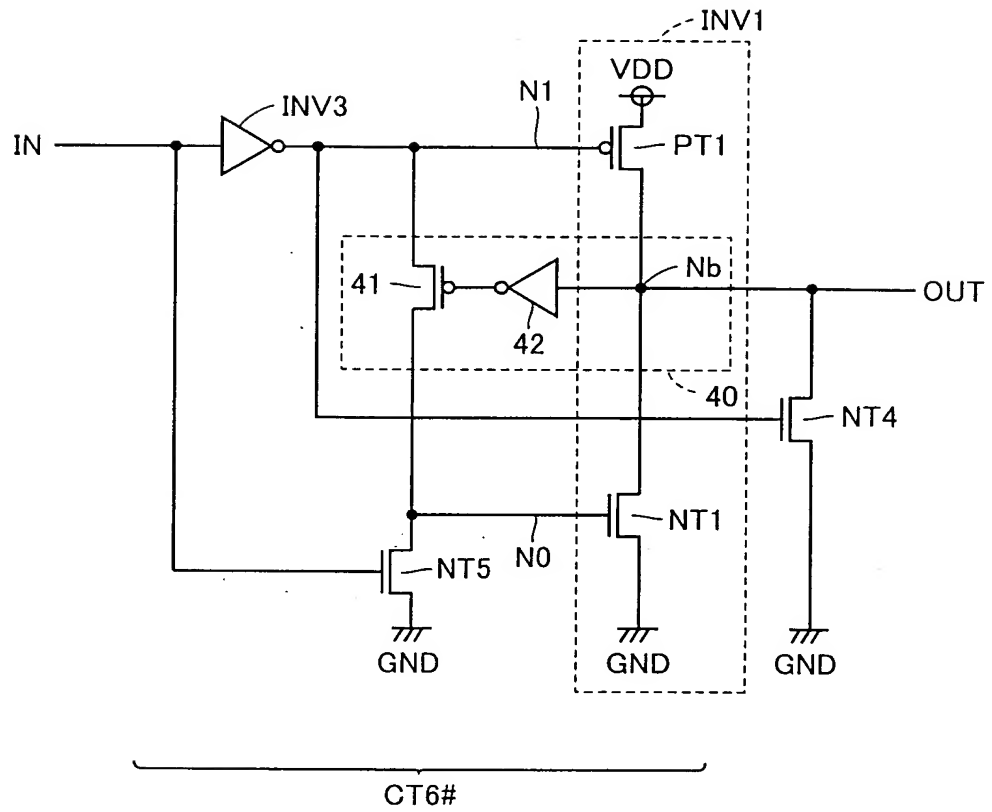 INV1
VDD
N1
INV3
IN
PT1
Nb
41
OUT
42
40
NT4
NT1
N0
NT5
GND
GND
GND
CT6#